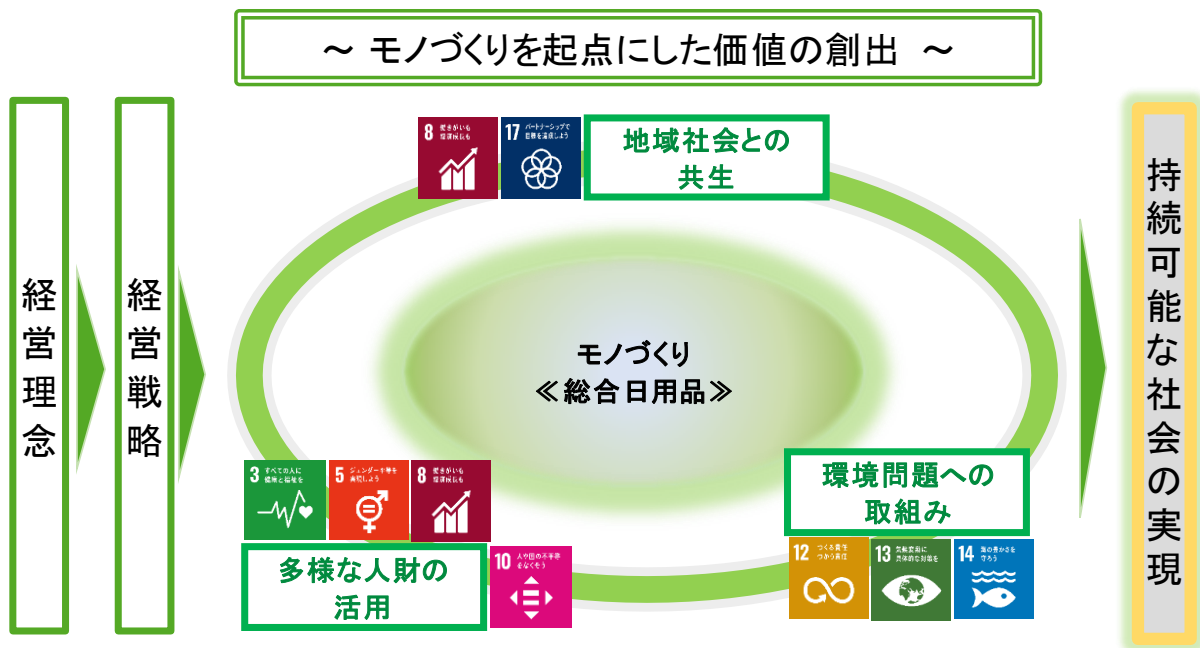 ~ モノづくりを起点にした価値の創出 ~
経営理念
経営戦略
8 働きがいも
経済成長も
17 パートナーシップで
目標を達成しよう
地域社会との
共生
モノづくり
≪総合日用品≫
3 すべての人に
健康と福祉を
5 ジェンダー平等を
実現しよう
8 働きがいも
経済成長も
多様な人財の
活用
10 人や国の不平等
をなくそう
環境問題への
取組み
12 つくる責任
つかう責任
13 気候変動に
具体的な対策を
14 海の豊かさを
守ろう
持続可能な社会の実現